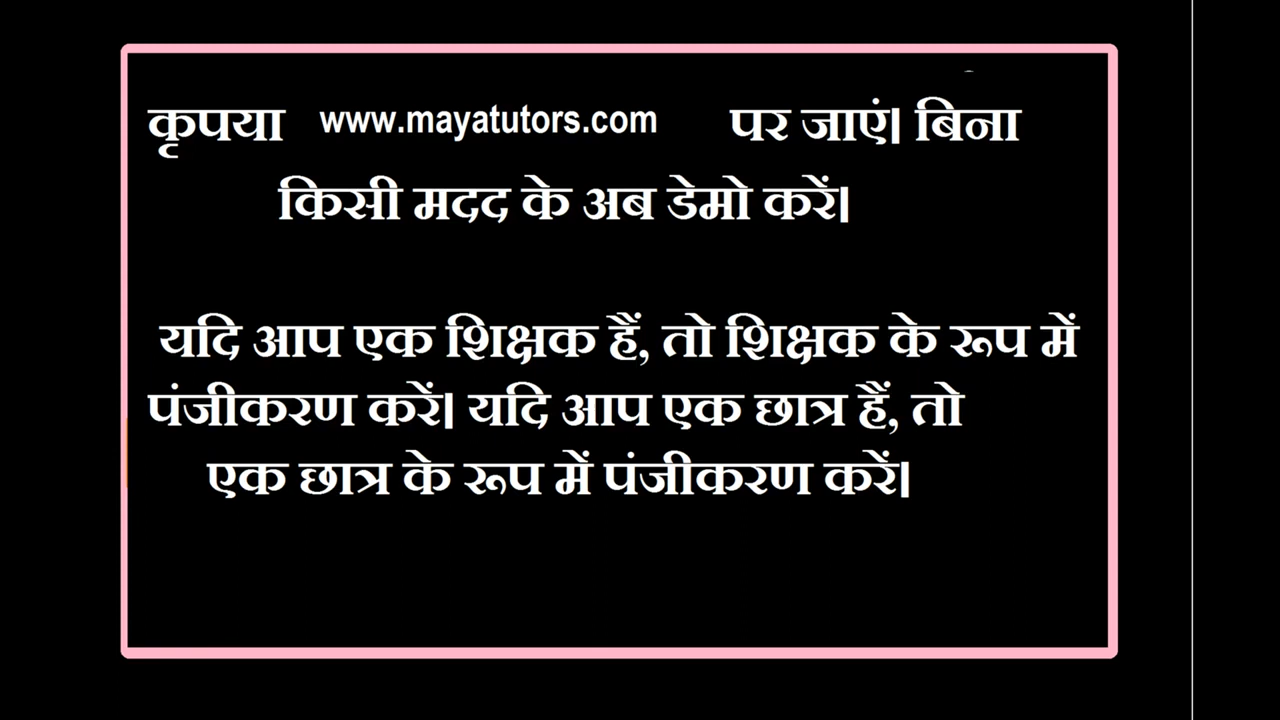 कृपया www.mayatutors.com पर जाएं। बिना
किसी मदद के अब डेमो करें।
यदि आप एक शिक्षक हैं, तो शिक्षक के रूप में
पंजीकरण करें। यदि आप एक छात्र हैं, तो
एक छात्र के रूप में पंजीकरण करें।